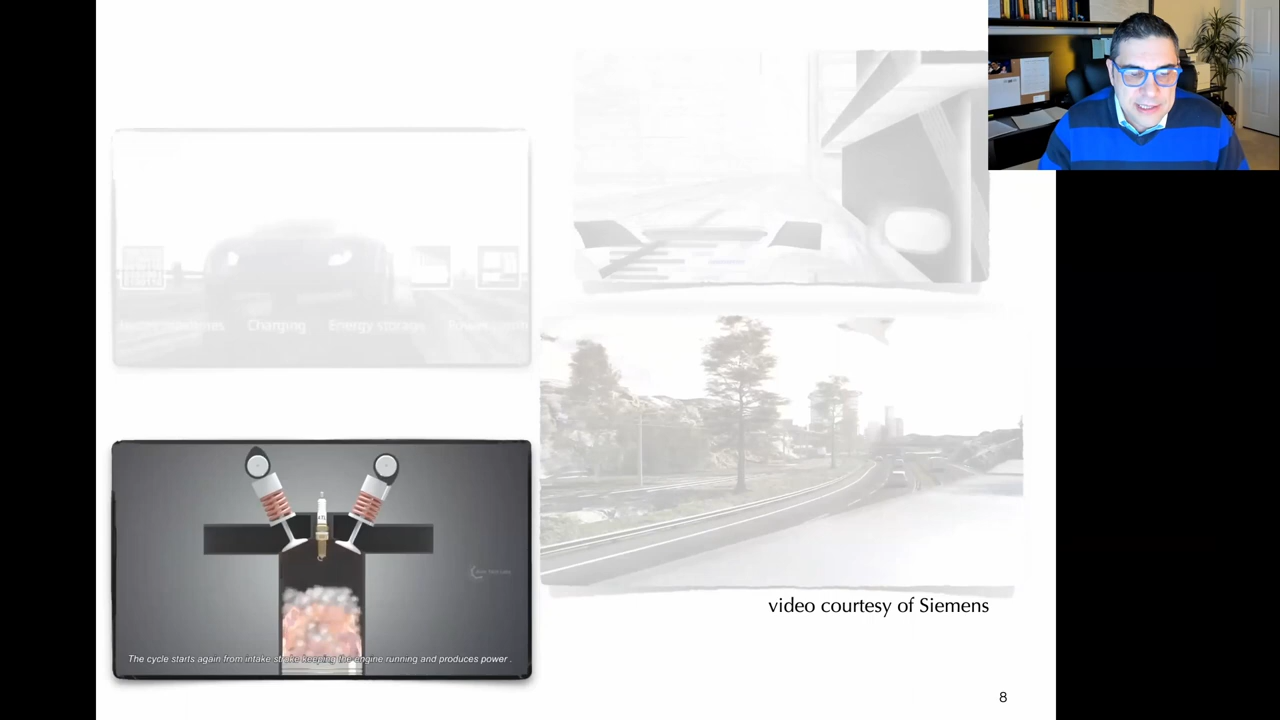 Charging
Energy storage
The cycle starts again from intake stroke keeping the engine running and produces power .
video courtesy of Siemens
8